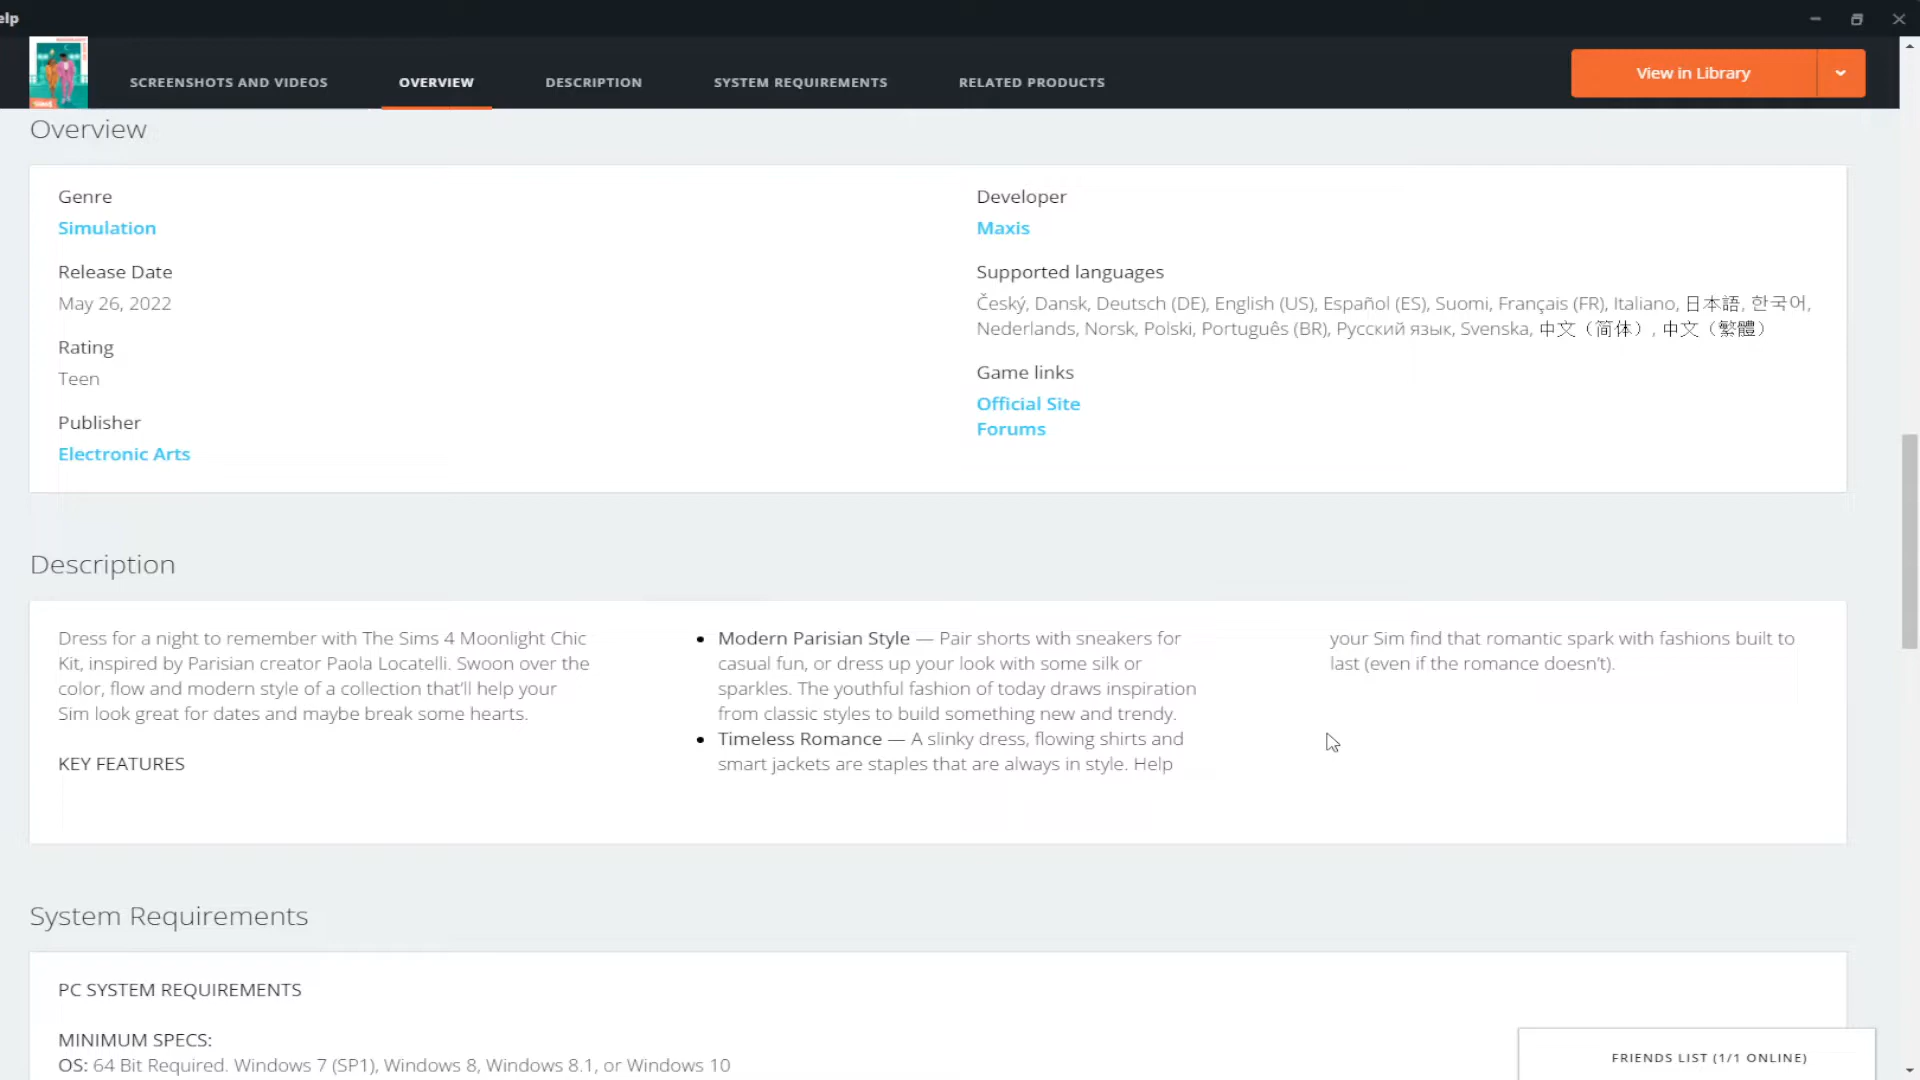 elp
SCREENSHOTS AND VIDEOS
OVERVIEW
DESCRIPTION
SYSTEM REQUIREMENTS
RELATED PRODUCTS
View in Library
Overview
Genre
Simulation
Release Date
May 26, 2022
Rating
Teen
Publisher
Electronic Arts
Developer
Maxis
Supported languages
Český, Dansk, Deutsch (DE), English (US), Español (ES), Suomi, Français (FR), Italiano, 日本語, 한국어,
Nederlands, Norsk, Polski, Português (BR), Русский язык, Svenska, 中文（简体）, 中文（繁體）
Game links
Official Site
Forums
Description
Dress for a night to remember with The Sims 4 Moonlight Chic
Kit, inspired by Parisian creator Paola Locatelli. Swoon over the
color, flow and modern style of a collection that'll help your
Sim look great for dates and maybe break some hearts.
KEY FEATURES
• Modern Parisian Style — Pair shorts with sneakers for
casual fun, or dress up your look with some silk or
sparkles. The youthful fashion of today draws inspiration
from classic styles to build something new and trendy.
• Timeless Romance — A slinky dress, flowing shirts and
smart jackets are staples that are always in style. Help
your Sim find that romantic spark with fashions built to
last (even if the romance doesn't).
System Requirements
PC SYSTEM REQUIREMENTS
MINIMUM SPECS:
OS: 64 Bit Required. Windows 7 (SP1), Windows 8, Windows 8.1, or Windows 10
FRIENDS LIST (1/1 ONLINE)